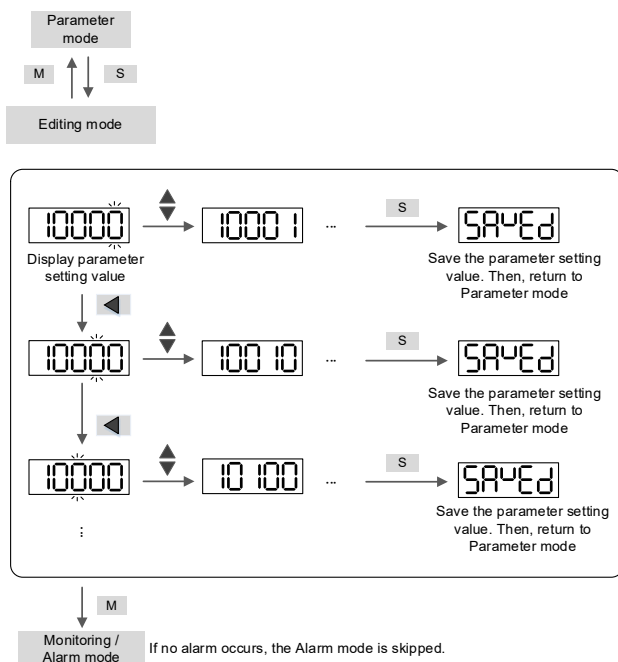 Parameter
mode
M
S
Editing mode
10000
10001
...
S
SAvEd
Display parameter
setting value
Save the parameter setting
value. Then, return to
Parameter mode
10000
10010
...
S
SAvEd
Save the parameter setting
value. Then, return to
Parameter mode
10000
10100
...
S
SAvEd
Save the parameter setting
value. Then, return to
Parameter mode
⋮
M
Monitoring /
Alarm mode
If no alarm occurs, the Alarm mode is skipped.